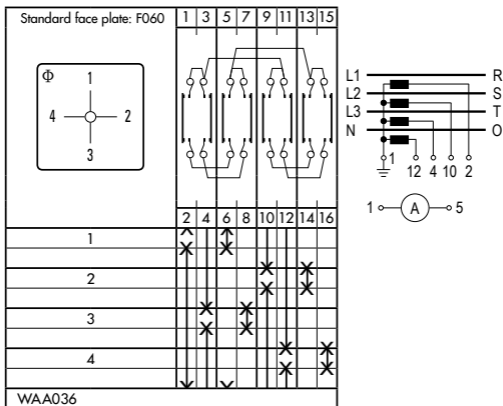 Standard face plate: F060 1 3 5 7 9 11 13 15
Φ
1
4 2
3
L1 R
L2 S
L3 T
N O
1 12 4 10 2
1 A 5
2 4 6 8 10 12 14 16
1
2
3
4
WAA036